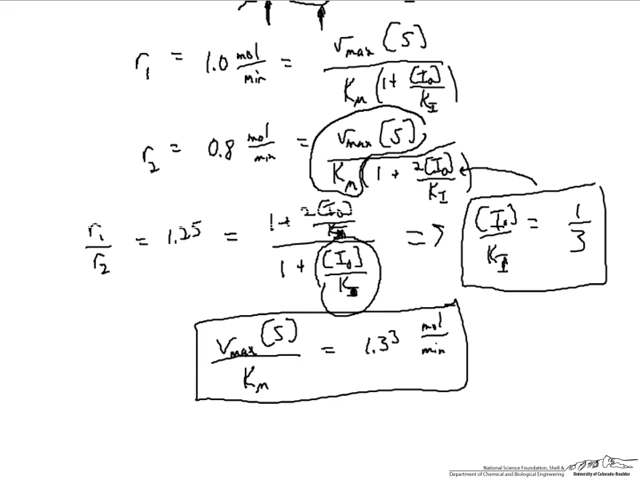 r₁ = 1.0 mol/min = Vmax[S] / Km(1 + [I₀]/KI)
r₂ = 0.8 mol/min = Vmax[S] / Km(1 + 2[I₀]/KI)
r₁/r₂ = 1.25 = (1 + 2[I₀]/KI) / (1 + [I₀]/KI) => [I₀]/KI = 1/3
Vmax[S]/Km = 1.33 mol/min
National Science Foundation, Shell &
Department of Chemical and Biological Engineering
University of Colorado-Boulder